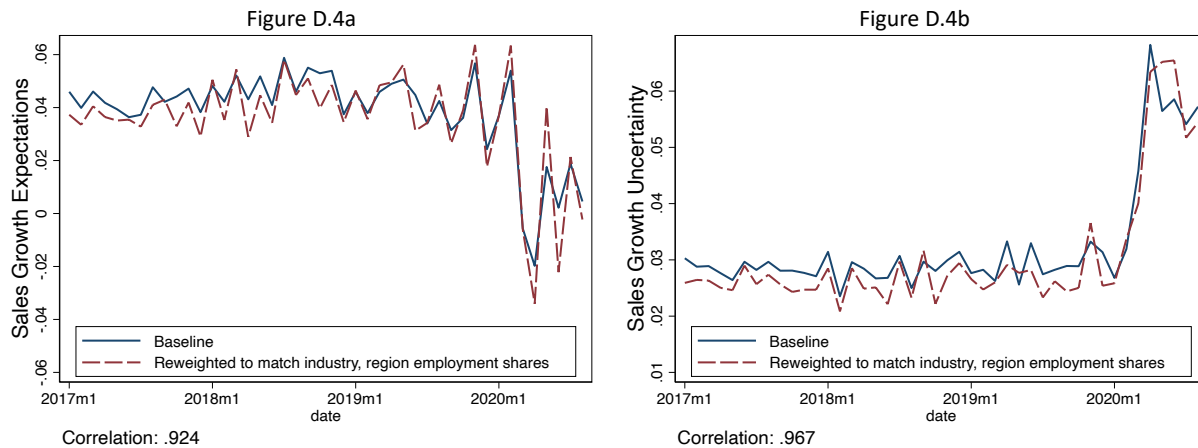 Figure D.4a
Sales Growth Expectations
.06
.04
.02
0
-.02
-.04
-.06
Baseline
Reweighted to match industry, region employment shares
2017m1 2018m1 2019m1 2020m1
date
Correlation: .924
Figure D.4b
Sales Growth Uncertainty
.06
.05
.04
.03
.02
.01
Baseline
Reweighted to match industry, region employment shares
2017m1 2018m1 2019m1 2020m1
date
Correlation: .967